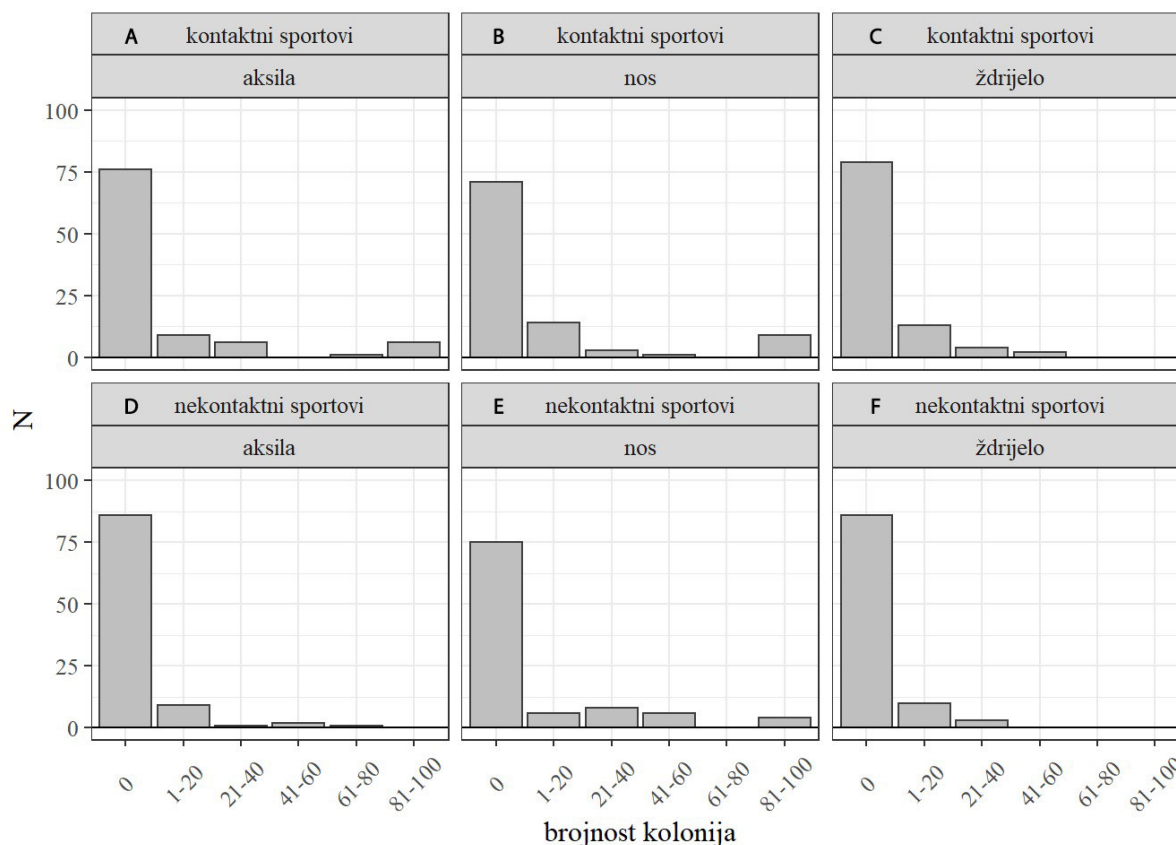 A kontaktni sportovi
aksila
B kontaktni sportovi
nos
C kontaktni sportovi
ždrijelo
100
75
50
25
0
N
D nekontaktni sportovi
aksila
E nekontaktni sportovi
nos
F nekontaktni sportovi
ždrijelo
100
75
50
25
0
0 1-20 21-40 41-60 61-80 81-100
0 1-20 21-40 41-60 61-80 81-100
0 1-20 21-40 41-60 61-80 81-100
brojnost kolonija